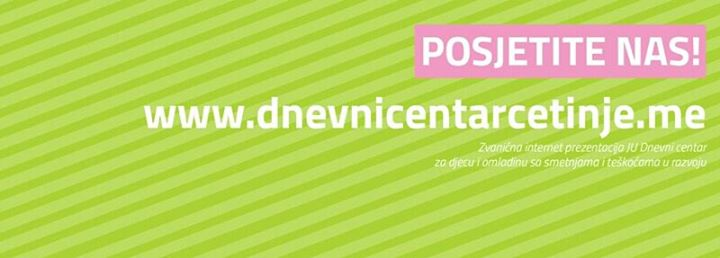 POSJETITE NAS!
www.dnevnicentarcetinje.me
Zvanična internet prezentacija JU Dnevni centar
za djecu i omladinu sa smetnjama i teškoćama u razvoju